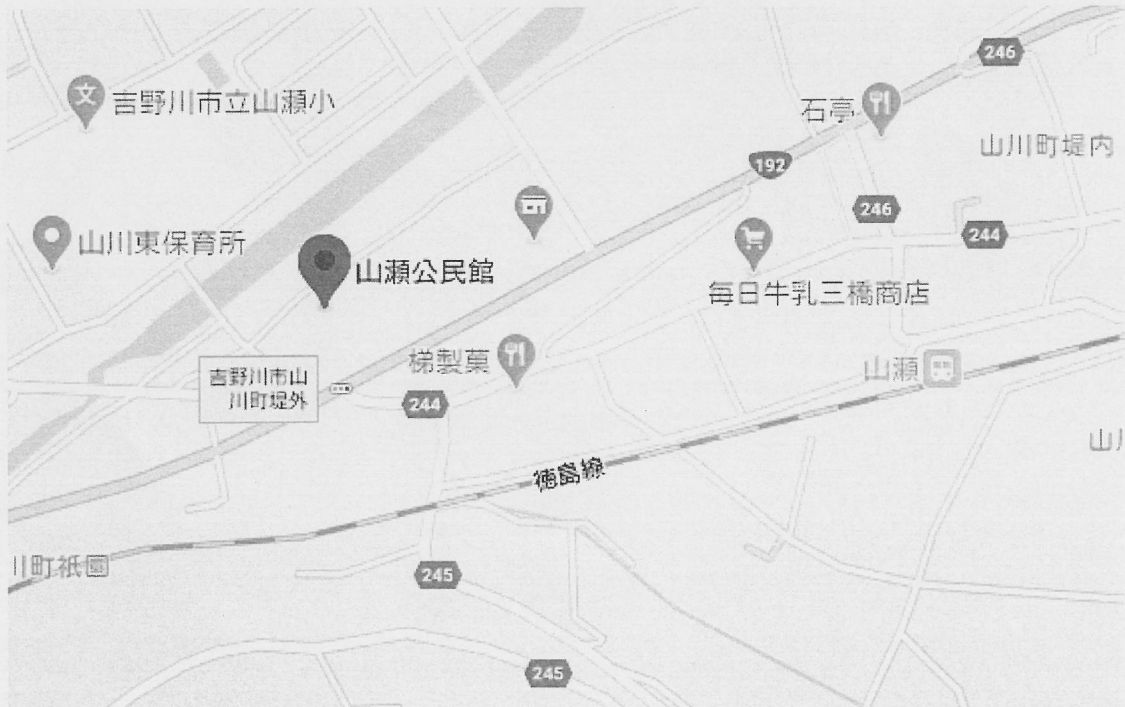 246
吉野川市立山瀬小
石亭
山川町堤内
192
246
244
山川東保育所
山瀬公民館
毎日牛乳三橋商店
梯製菓
山瀬
吉野川市山
川町堤外
244
徳島線
川町祇園
245
245